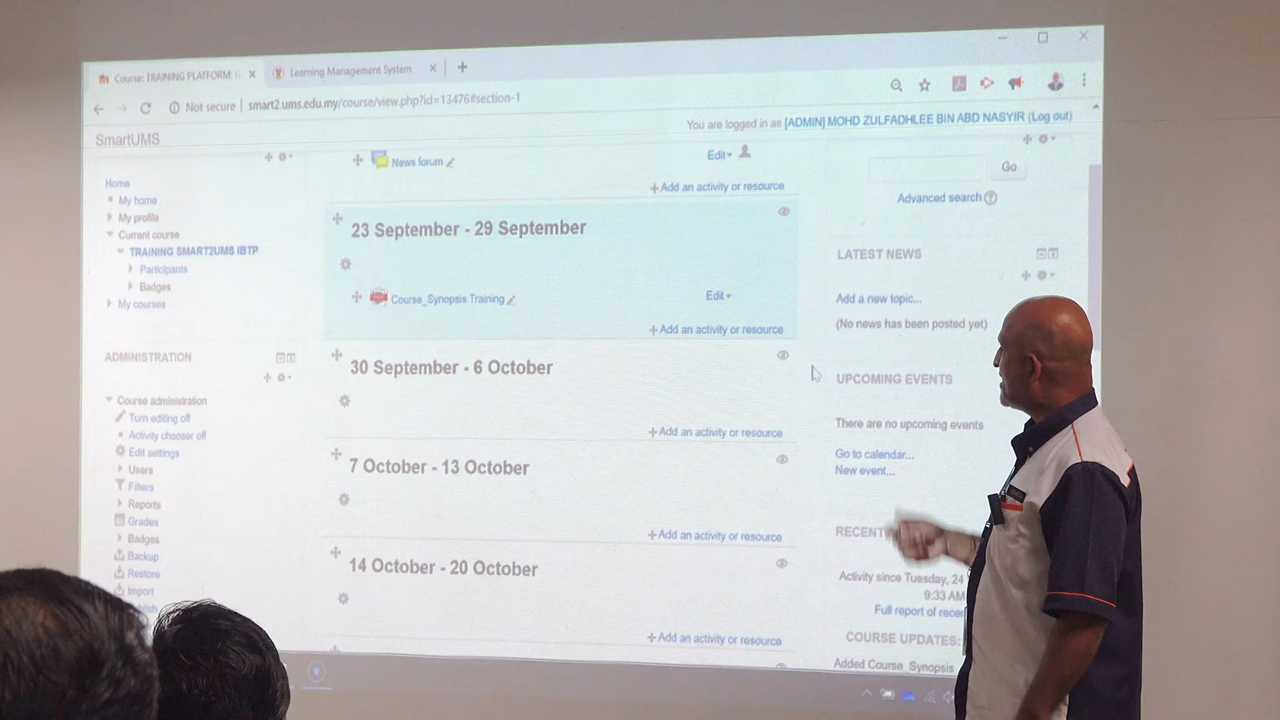 Course: TRAINING PLATFORM:
Learning Management System
Not secure | smart2.ums.edu.my/course/view.php?id=13476#section-1
SmartUMS
You are logged in as [ADMIN] MOHD ZULFADHLEE BIN ABD NASYIR (Log out)
Home
My home
My profile
Current course
TRAINING SMART2UMS IBTP
Participants
Badges
My courses
ADMINISTRATION
Course administration
Turn editing off
Activity chooser off
Edit settings
Users
Filters
Reports
Grades
Badges
Backup
Restore
Import
News forum
Edit
Add an activity or resource
23 September - 29 September
Course_Synopsis Training
Edit
Add an activity or resource
30 September - 6 October
Add an activity or resource
7 October - 13 October
Add an activity or resource
14 October - 20 October
Add an activity or resource
Go
Advanced search
LATEST NEWS
Add a new topic...
(No news has been posted yet)
UPCOMING EVENTS
There are no upcoming events
Go to calendar...
New event...
RECENT
Activity since Tuesday, 24
9:33 AM
Full report of recen
COURSE UPDATES:
Added Course_Synopsis